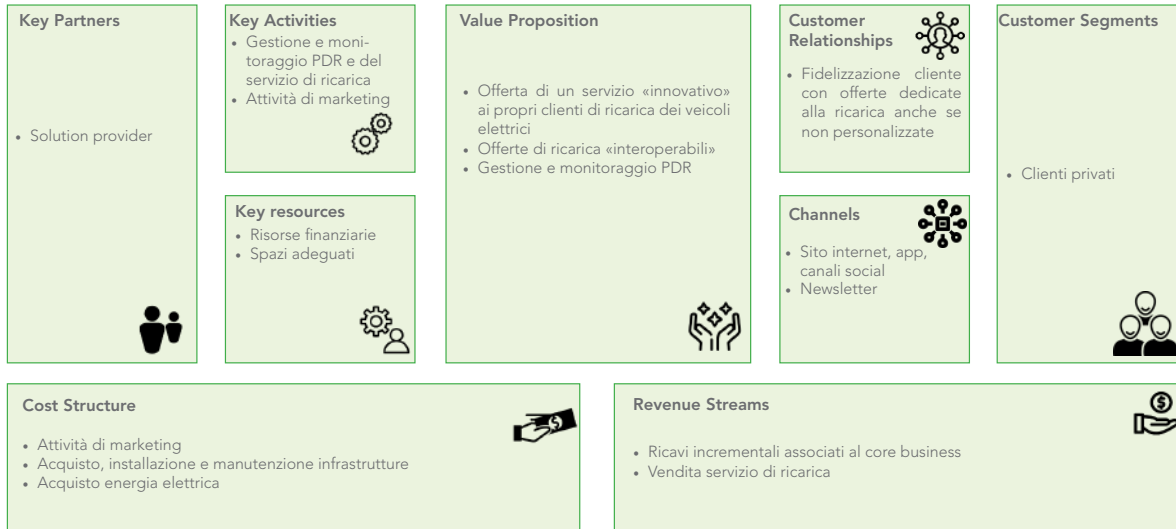 Key Partners
• Solution provider
Key Activities
• Gestione e moni-
toraggio PDR e del
servizio di ricarica
• Attività di marketing
Key resources
• Risorse finanziarie
• Spazi adeguati
Value Proposition
• Offerta di un servizio «innovativo»
ai propri clienti di ricarica dei veicoli
elettrici
• Offerte di ricarica «interoperabili»
• Gestione e monitoraggio PDR
Customer
Relationships
• Fidelizzazione cliente
con offerte dedicate
alla ricarica anche se
non personalizzate
Channels
• Sito internet, app,
canali social
• Newsletter
Customer Segments
• Clienti privati
Cost Structure
• Attività di marketing
• Acquisto, installazione e manutenzione infrastrutture
• Acquisto energia elettrica
Revenue Streams
• Ricavi incrementali associati al core business
• Vendita servizio di ricarica